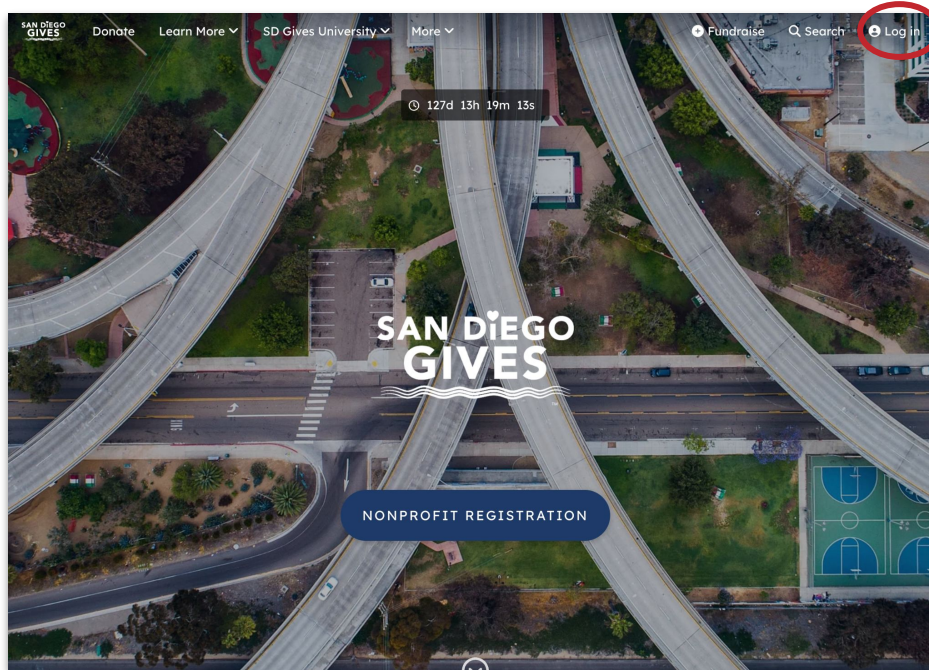 SAN DiEGO
GIVES
Donate
Learn More
SD Gives University
More
Fundraise
Search
Log in
127d 13h 19m 13s
SAN DiEGO
GIVES
NONPROFIT REGISTRATION